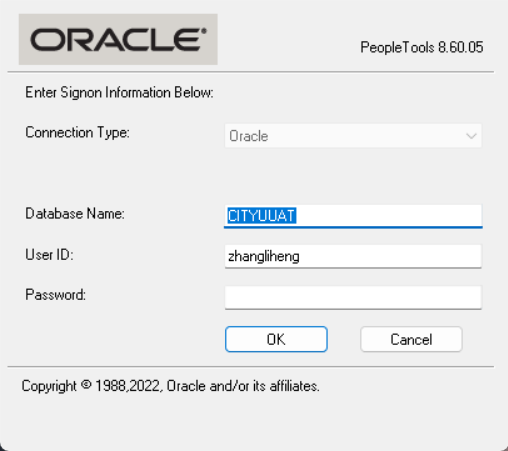 ORACLE®
PeopleTools 8.60.05
Enter Signon Information Below:
Connection Type:
Oracle
Database Name:
CITYUUAT
User ID:
zhangliheng
Password:
OK
Cancel
Copyright © 1988,2022, Oracle and/or its affiliates.